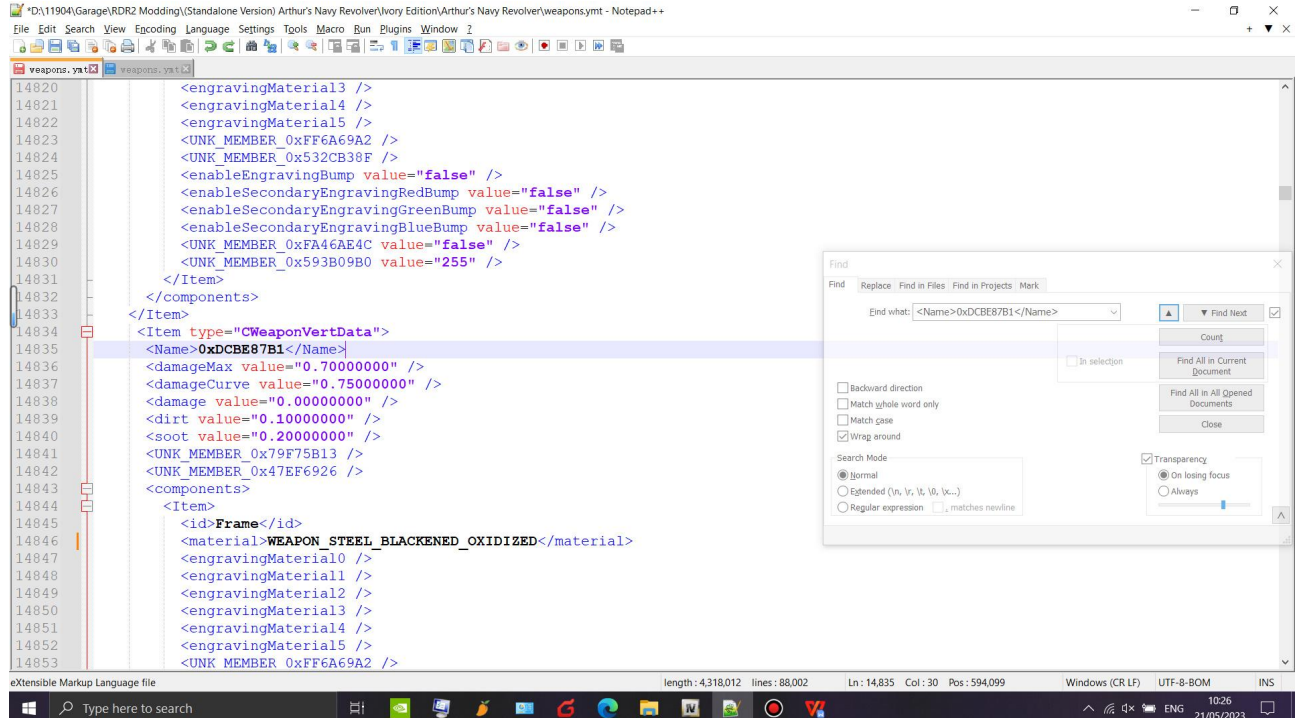 *D:\11904\Garage\RDR2 Modding\(Standalone Version) Arthur's Navy Revolver\Ivory Edition\Arthur's Navy Revolver\weapons.ymt - Notepad++
File Edit Search View Encoding Language Settings Tools Macro Run Plugins Window ?
weapons.ymt weapons.ymt
14820 <engravingMaterial3 />
14821 <engravingMaterial4 />
14822 <engravingMaterial5 />
14823 <UNK_MEMBER_0xFF6A69A2 />
14824 <UNK_MEMBER_0x532CB38F />
14825 <enableEngravingBump value="false" />
14826 <enableSecondaryEngravingRedBump value="false" />
14827 <enableSecondaryEngravingGreenBump value="false" />
14828 <enableSecondaryEngravingBlueBump value="false" />
14829 <UNK_MEMBER_0xFA46AE4C value="false" />
14830 <UNK_MEMBER_0x593B09B0 value="255" />
14831 </Item>
14832 </components>
14833 </Item>
14834 <Item type="CWeaponVertData">
14835 <Name>0xDCBE87B1</Name>
14836 <damageMax value="0.70000000" />
14837 <damageCurve value="0.75000000" />
14838 <damage value="0.00000000" />
14839 <dirt value="0.10000000" />
14840 <soot value="0.20000000" />
14841 <UNK_MEMBER_0x79F75B13 />
14842 <UNK_MEMBER_0x47EF6926 />
14843 <components>
14844 <Item>
14845 <id>Frame</id>
14846 <material>WEAPON_STEEL_BLACKENED_OXIDIZED</material>
14847 <engravingMaterial0 />
14848 <engravingMaterial1 />
14849 <engravingMaterial2 />
14850 <engravingMaterial3 />
14851 <engravingMaterial4 />
14852 <engravingMaterial5 />
14853 <UNK_MEMBER_0xFF6A69A2 />
Find
Find Replace Find in Files Find in Projects Mark
Find what: <Name>0xDCBE87B1</Name>
▲ ▼ Find Next
Count
In selection
Find All in Current Document
Find All in All Opened Documents
Close
Backward direction
Match whole word only
Match case
Wrap around
Search Mode
Normal
Extended (\n, \r, \t, \0, \x...)
Regular expression . matches newline
Transparency
On losing focus
Always
eXtensible Markup Language file length : 4,318,012 lines : 88,002 Ln : 14,835 Col : 30 Pos : 594,099 Windows (CR LF) UTF-8-BOM INS
Type here to search
IV
ENG
10:26
21/05/2023